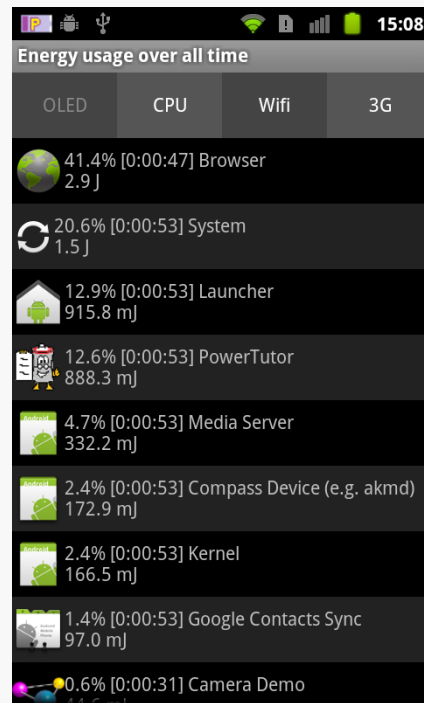 15:08
Energy usage over all time
OLED CPU Wifi 3G
41.4% [0:00:47] Browser
2.9 J
20.6% [0:00:53] System
1.5 J
12.9% [0:00:53] Launcher
915.8 mJ
12.6% [0:00:53] PowerTutor
888.3 mJ
4.7% [0:00:53] Media Server
332.2 mJ
2.4% [0:00:53] Compass Device (e.g. akmd)
172.9 mJ
2.4% [0:00:53] Kernel
166.5 mJ
1.4% [0:00:53] Google Contacts Sync
97.0 mJ
0.6% [0:00:31] Camera Demo